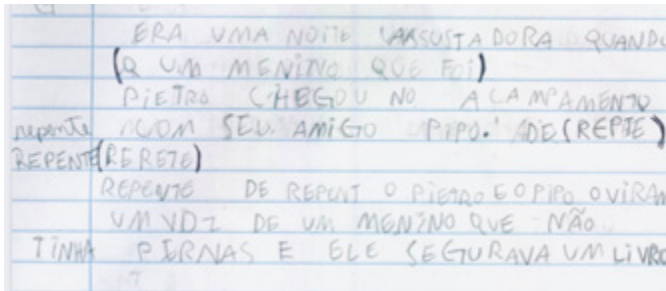 ERA UMA NOITE ASSUSTADORA QUANDO
(O UM MENINO QUE FOI)
PIETRO CHEGOU NO ACAMPAMENTO
repente COM SEU AMIGO PIPO. DE (REPTE)
REPENTE (RERETE)
REPENTE DE REPENT O PIETRO E O PIPO OVIRAM
UM VOZ DE UM MENINO QUE NÃO
TINHA PERNAS E ELE SEGURAVA UM LIVRO